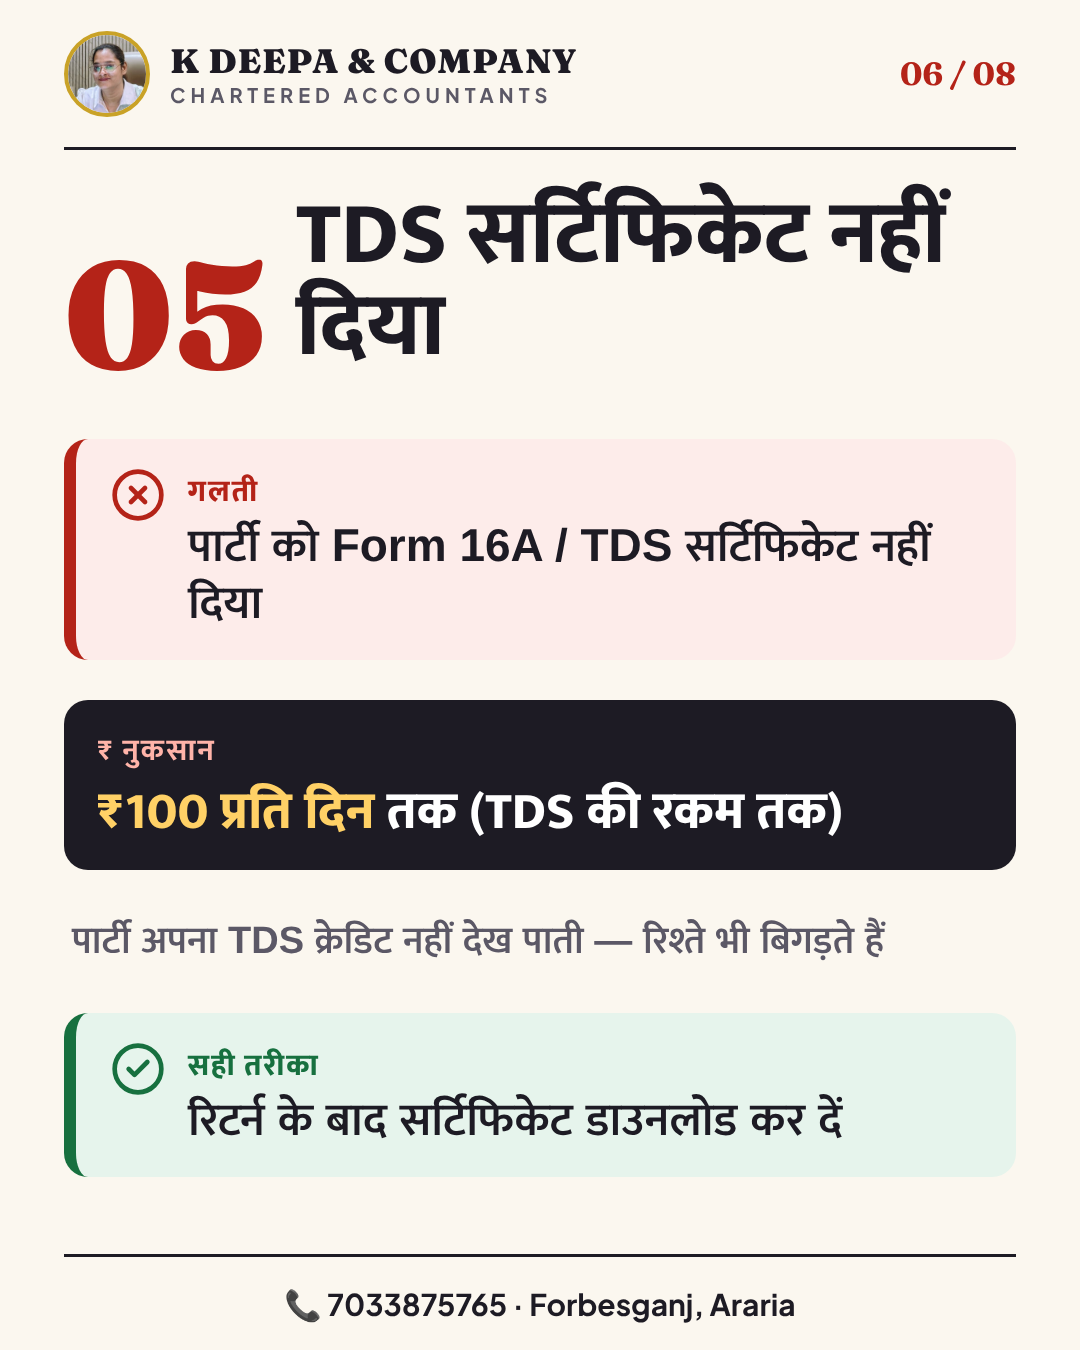 K DEEPA & COMPANY
CHARTERED ACCOUNTANTS
06 / 08
05
TDS सर्टिफिकेट नहीं
दिया
गलती
पार्टी को Form 16A / TDS सर्टिफिकेट नहीं
दिया
₹ नुकसान
₹100 प्रति दिन तक (TDS की रकम तक)
पार्टी अपना TDS क्रेडिट नहीं देख पाती — रिश्ते भी बिगड़ते हैं
सही तरीका
रिटर्न के बाद सर्टिफिकेट डाउनलोड कर दें
📞 7033875765 · Forbesganj, Araria